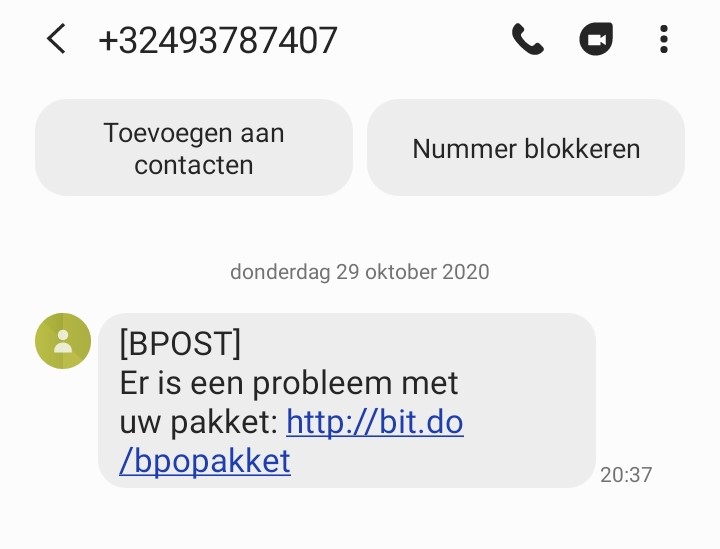 +32493787407
Toevoegen aan
contacten
Nummer blokkeren
donderdag 29 oktober 2020
[BPOST]
Er is een probleem met
uw pakket: http://bit.do
/bpopakket
20:37